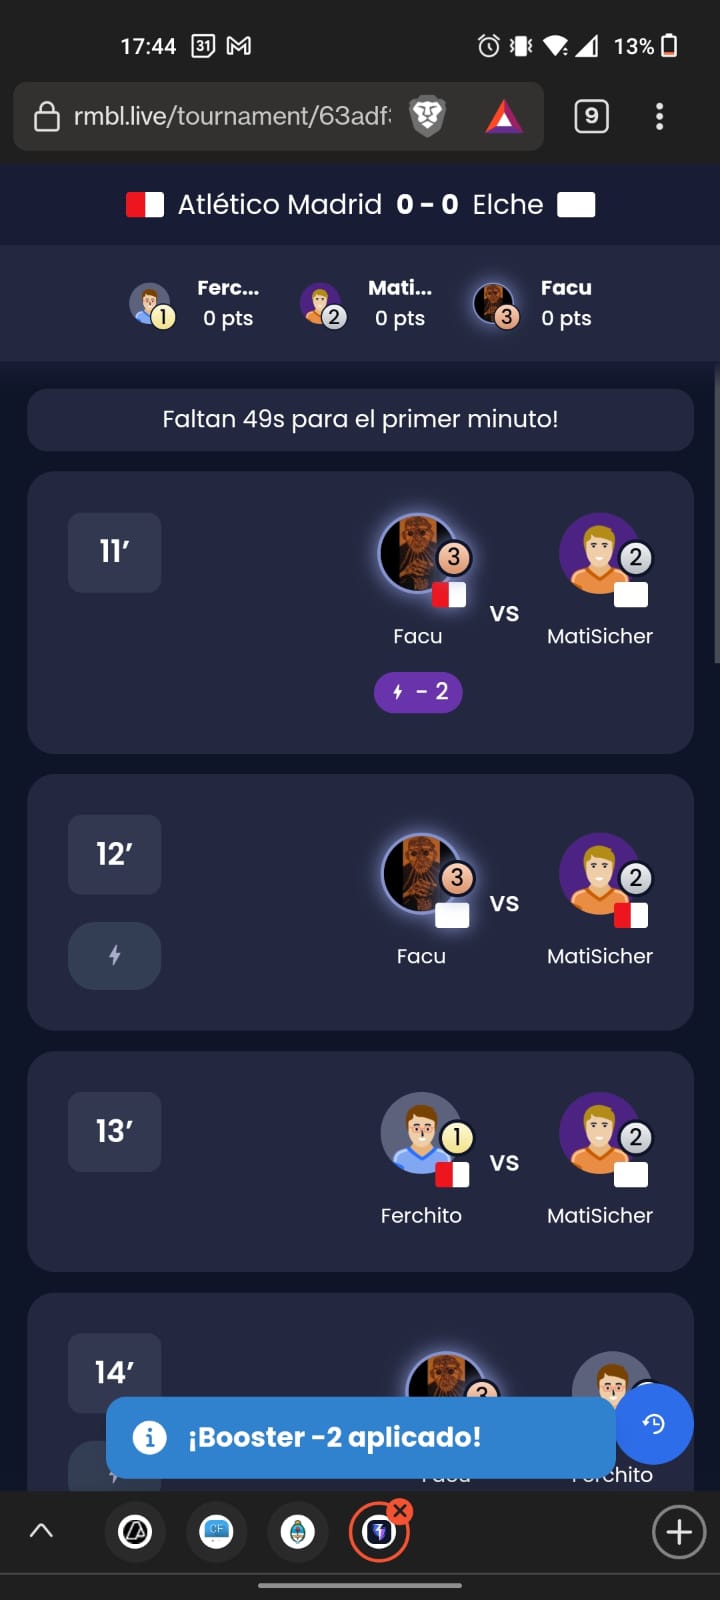 17:44 31 13%
rmbl.live/tournament/63adf 9
Atlético Madrid 0 - 0 Elche
Ferc... Mati... Facu
1 0 pts 2 0 pts 3 0 pts
Faltan 49s para el primer minuto!
11′ 3 2
vs
Facu MatiSicher
- 2
12′ 3 2
vs
Facu MatiSicher
13′ 1 2
vs
Ferchito MatiSicher
14′
¡Booster -2 aplicado!
CF